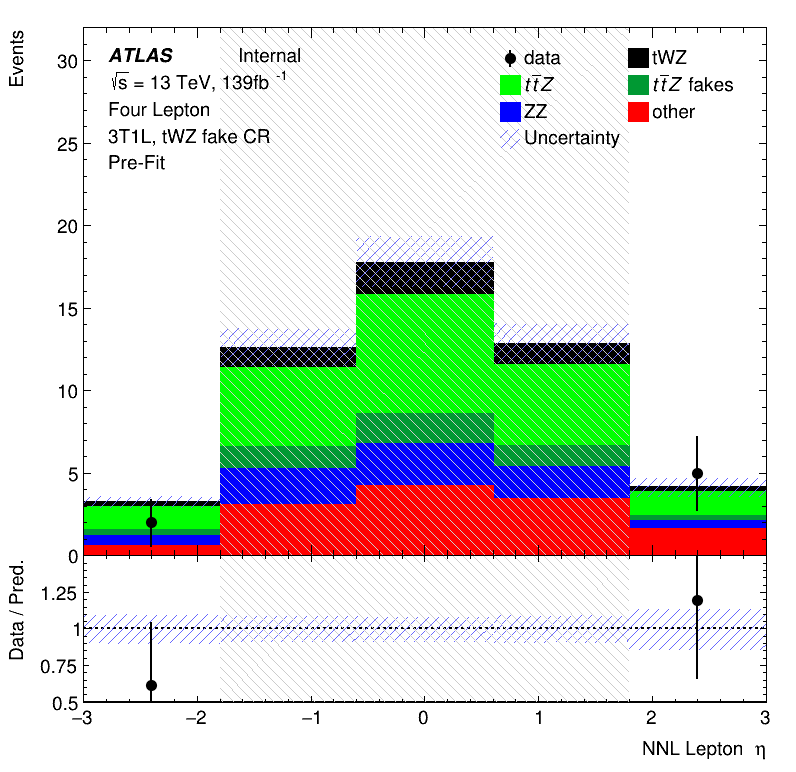 Events
30
25
20
15
10
5
0
ATLAS Internal
√s = 13 TeV, 139fb⁻¹
Four Lepton
3T1L, tWZ fake CR
Pre-Fit
data
tWZ
tt̄Z
tt̄Z fakes
ZZ
other
Uncertainty
Data / Pred.
1.25
1
0.75
0.5
−3 −2 −1 0 1 2 3
NNL Lepton η